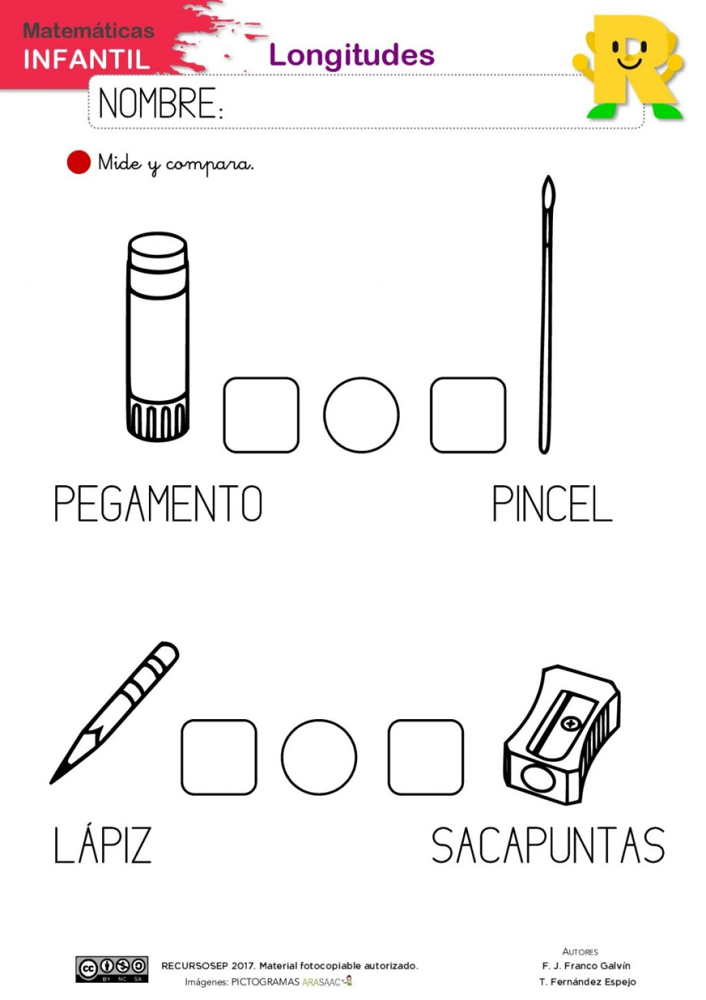 Matemáticas
INFANTIL
Longitudes
R
NOMBRE:
Mide y compara.
PEGAMENTO
PINCEL
LÁPIZ
SACAPUNTAS
cc
BY NC SA
RECURSOSEP 2017. Material fotocopiable autorizado.
Imágenes: PICTOGRAMAS ARASAAC
AUTORES
F. J. Franco Galvín
T. Fernández Espejo